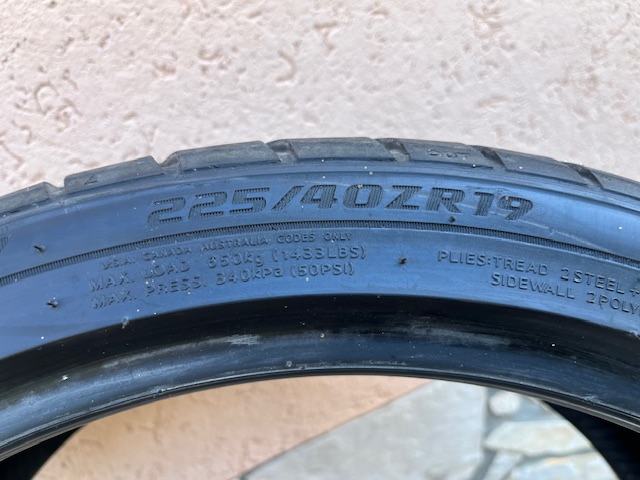 225/40ZR19
U.S.A. CANADA AUSTRALIA CODES ONLY
MAX. LOAD 650kg (1433LBS)
MAX. PRESS. 340kPa (50PSI)
PLIES:TREAD 2STEEL+
SIDEWALL 2POLY